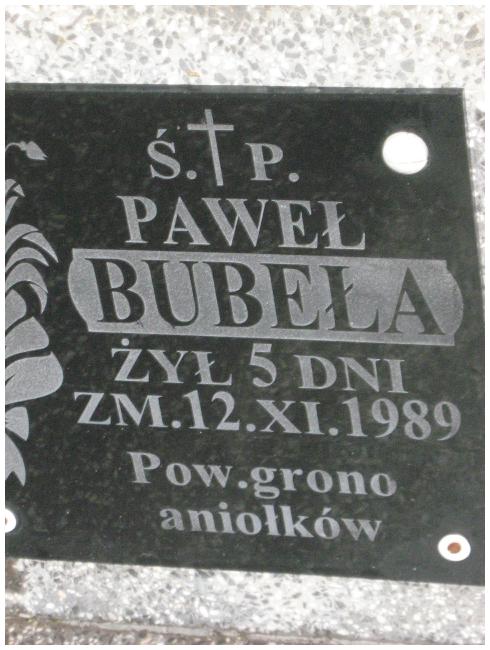 Ś. P.
PAWEŁ
BUBEŁA
ŻYŁ 5 DNI
ZM.12.XI.1989
Pow.grono
aniołków